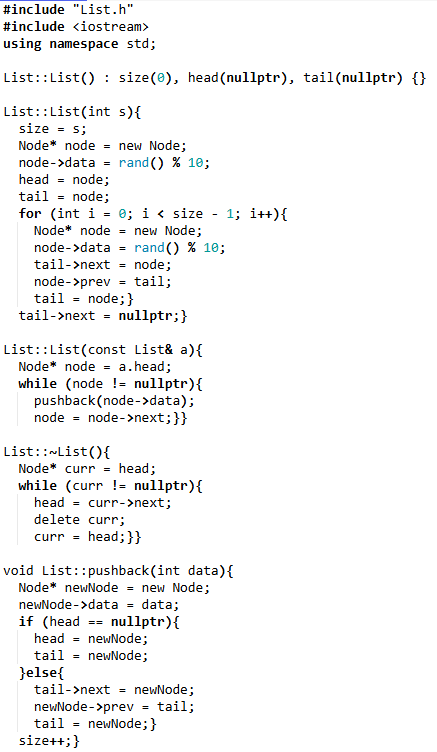 #include "List.h"
#include <iostream>
using namespace std;

List::List() : size(0), head(nullptr), tail(nullptr) {}

List::List(int s){
  size = s;
  Node* node = new Node;
  node->data = rand() % 10;
  head = node;
  tail = node;
  for (int i = 0; i < size - 1; i++){
    Node* node = new Node;
    node->data = rand() % 10;
    tail->next = node;
    node->prev = tail;
    tail = node;}
  tail->next = nullptr;}

List::List(const List& a){
  Node* node = a.head;
  while (node != nullptr){
    pushback(node->data);
    node = node->next;}}

List::~List(){
  Node* curr = head;
  while (curr != nullptr){
    head = curr->next;
    delete curr;
    curr = head;}}

void List::pushback(int data){
  Node* newNode = new Node;
  newNode->data = data;
  if (head == nullptr){
    head = newNode;
    tail = newNode;
  }else{
    tail->next = newNode;
    newNode->prev = tail;
    tail = newNode;}
  size++;}